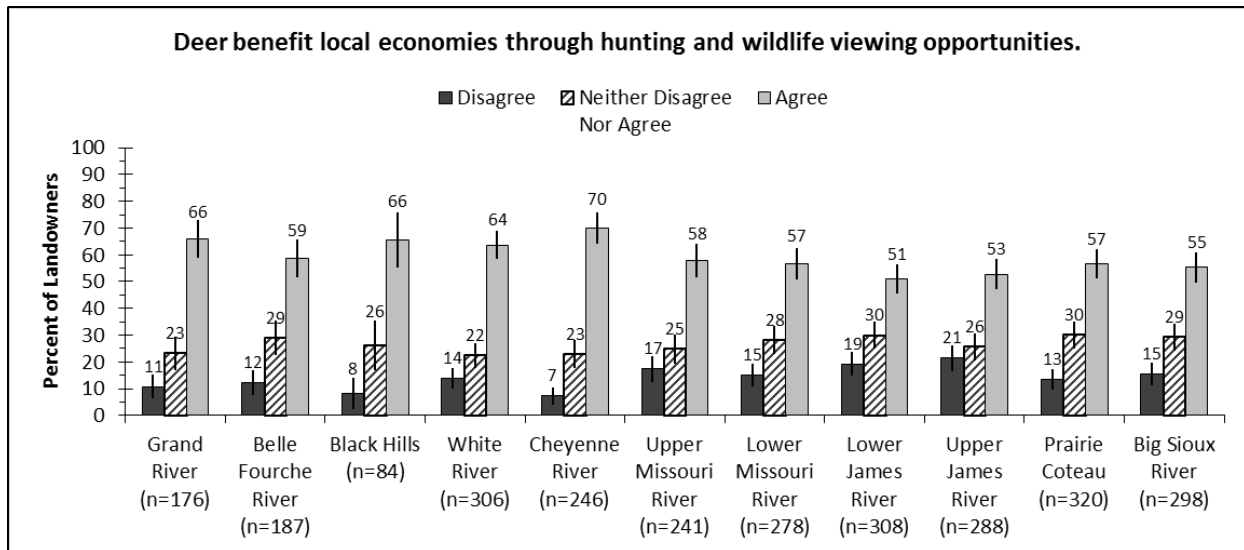 Deer benefit local economies through hunting and wildlife viewing opportunities.
Disagree Neither Disagree Agree
Nor Agree
Percent of Landowners
100
90
80
70
60
50
40
30
20
10
0
11 23 66
12 29 59
8 26 66
14 22 64
7 23 70
17 25 58
15 28 57
19 30 51
21 26 53
13 30 57
15 29 55
Grand
River
(n=176)
Belle
Fourche
River
(n=187)
Black Hills
(n=84)
White
River
(n=306)
Cheyenne
River
(n=246)
Upper
Missouri
River
(n=241)
Lower
Missouri
River
(n=278)
Lower
James
River
(n=308)
Upper
James
River
(n=288)
Prairie
Coteau
(n=320)
Big Sioux
River
(n=298)